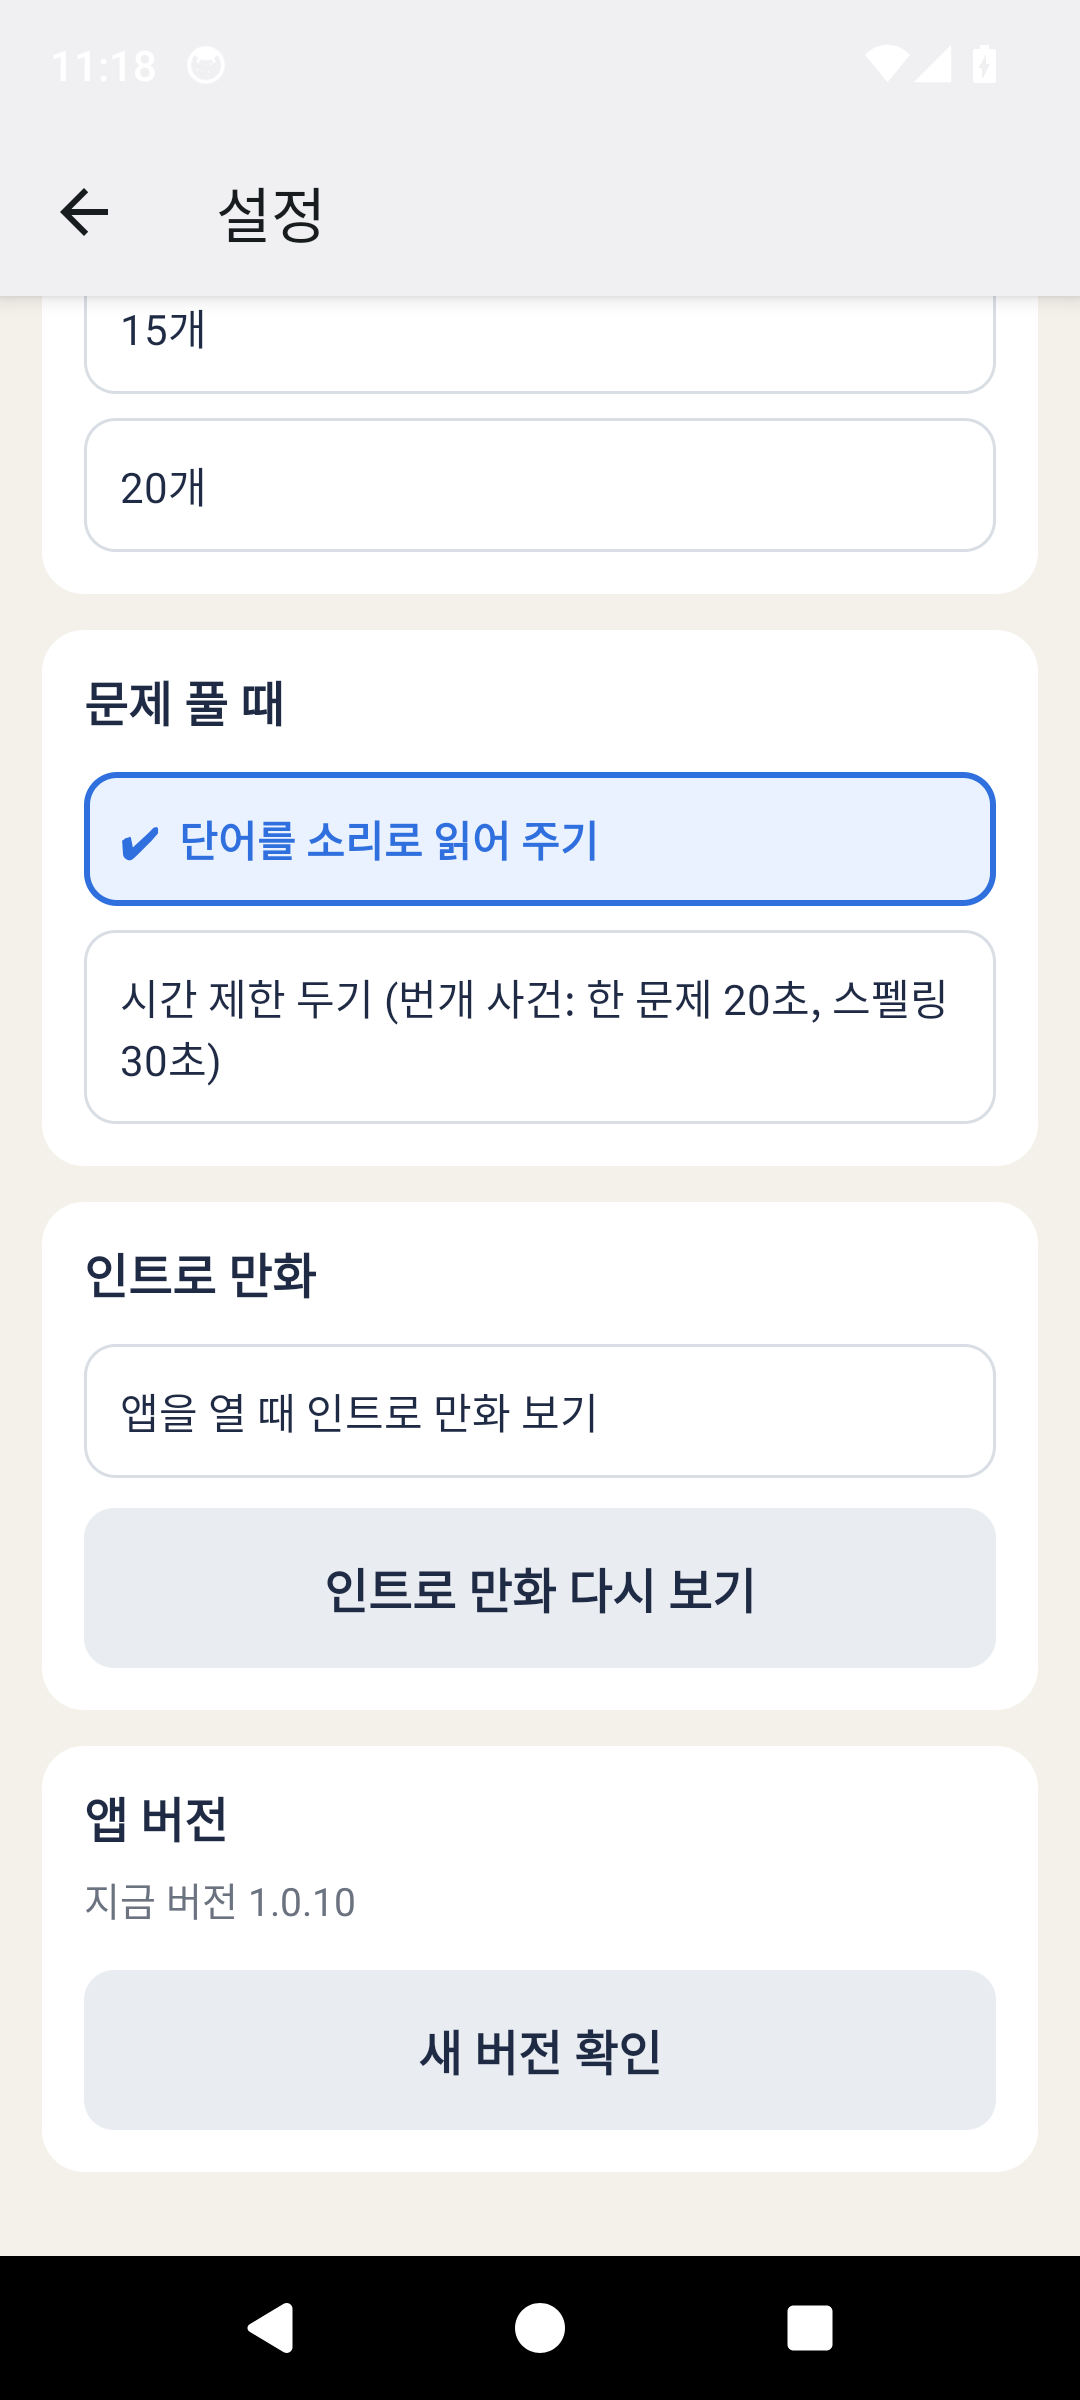 11:18
설정
15개
20개
문제 풀 때
✔ 단어를 소리로 읽어 주기
시간 제한 두기 (번개 사건: 한 문제 20초, 스펠링
30초)
인트로 만화
앱을 열 때 인트로 만화 보기
인트로 만화 다시 보기
앱 버전
지금 버전 1.0.10
새 버전 확인